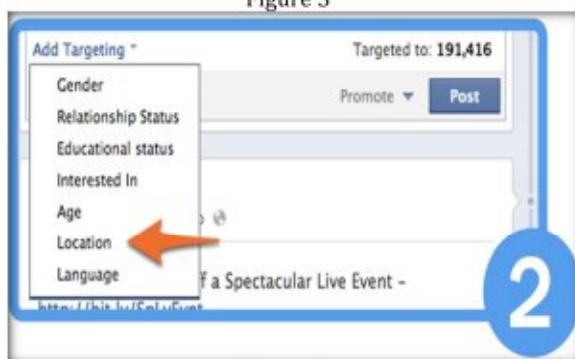 Figure 3
Add Targeting
Targeted to: 191,416
Gender
Promote
Post
Relationship Status
Educational status
Interested In
Age
Location
Language
f a Spectacular Live Event –
2